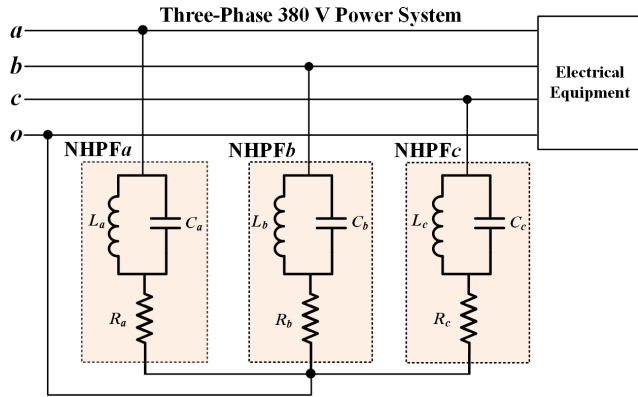 Three-Phase 380 V Power System
a
b
c
o
Electrical
Equipment
NHPFa
NHPFb
NHPFc
La
Ca
Lb
Cb
Lc
Cc
Ra
Rb
Rc